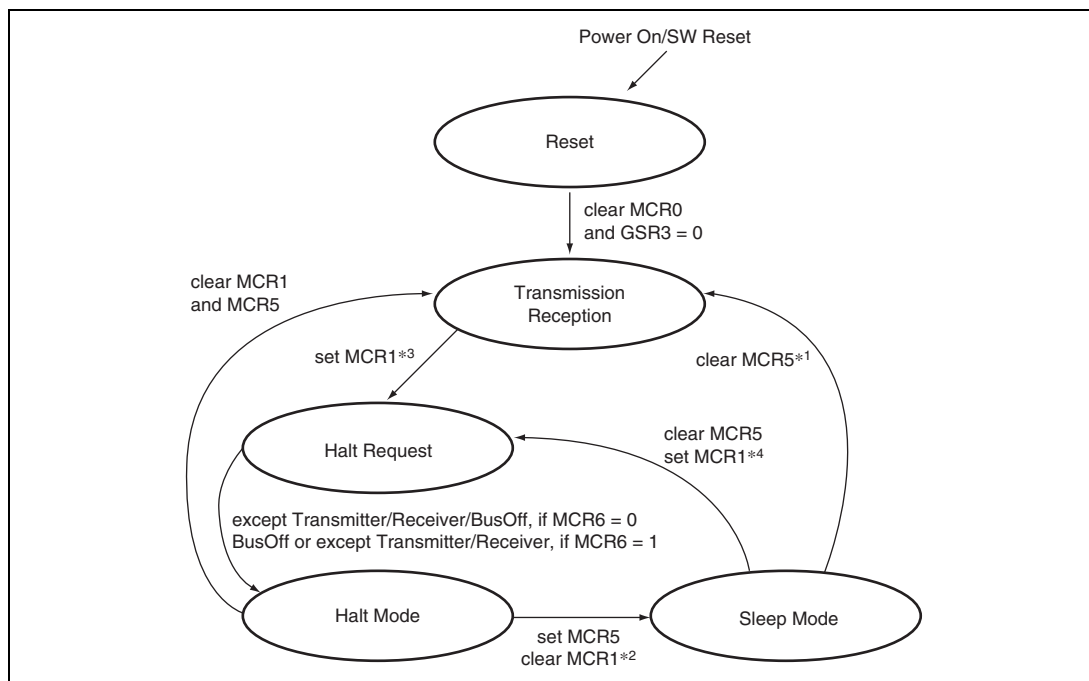 Power On/SW Reset
Reset
clear MCR0
and GSR3 = 0
clear MCR1
and MCR5
Transmission
Reception
set MCR1*3
clear MCR5*1
Halt Request
clear MCR5
set MCR1*4
except Transmitter/Receiver/BusOff, if MCR6 = 0
BusOff or except Transmitter/Receiver, if MCR6 = 1
Halt Mode
Sleep Mode
set MCR5
clear MCR1*2